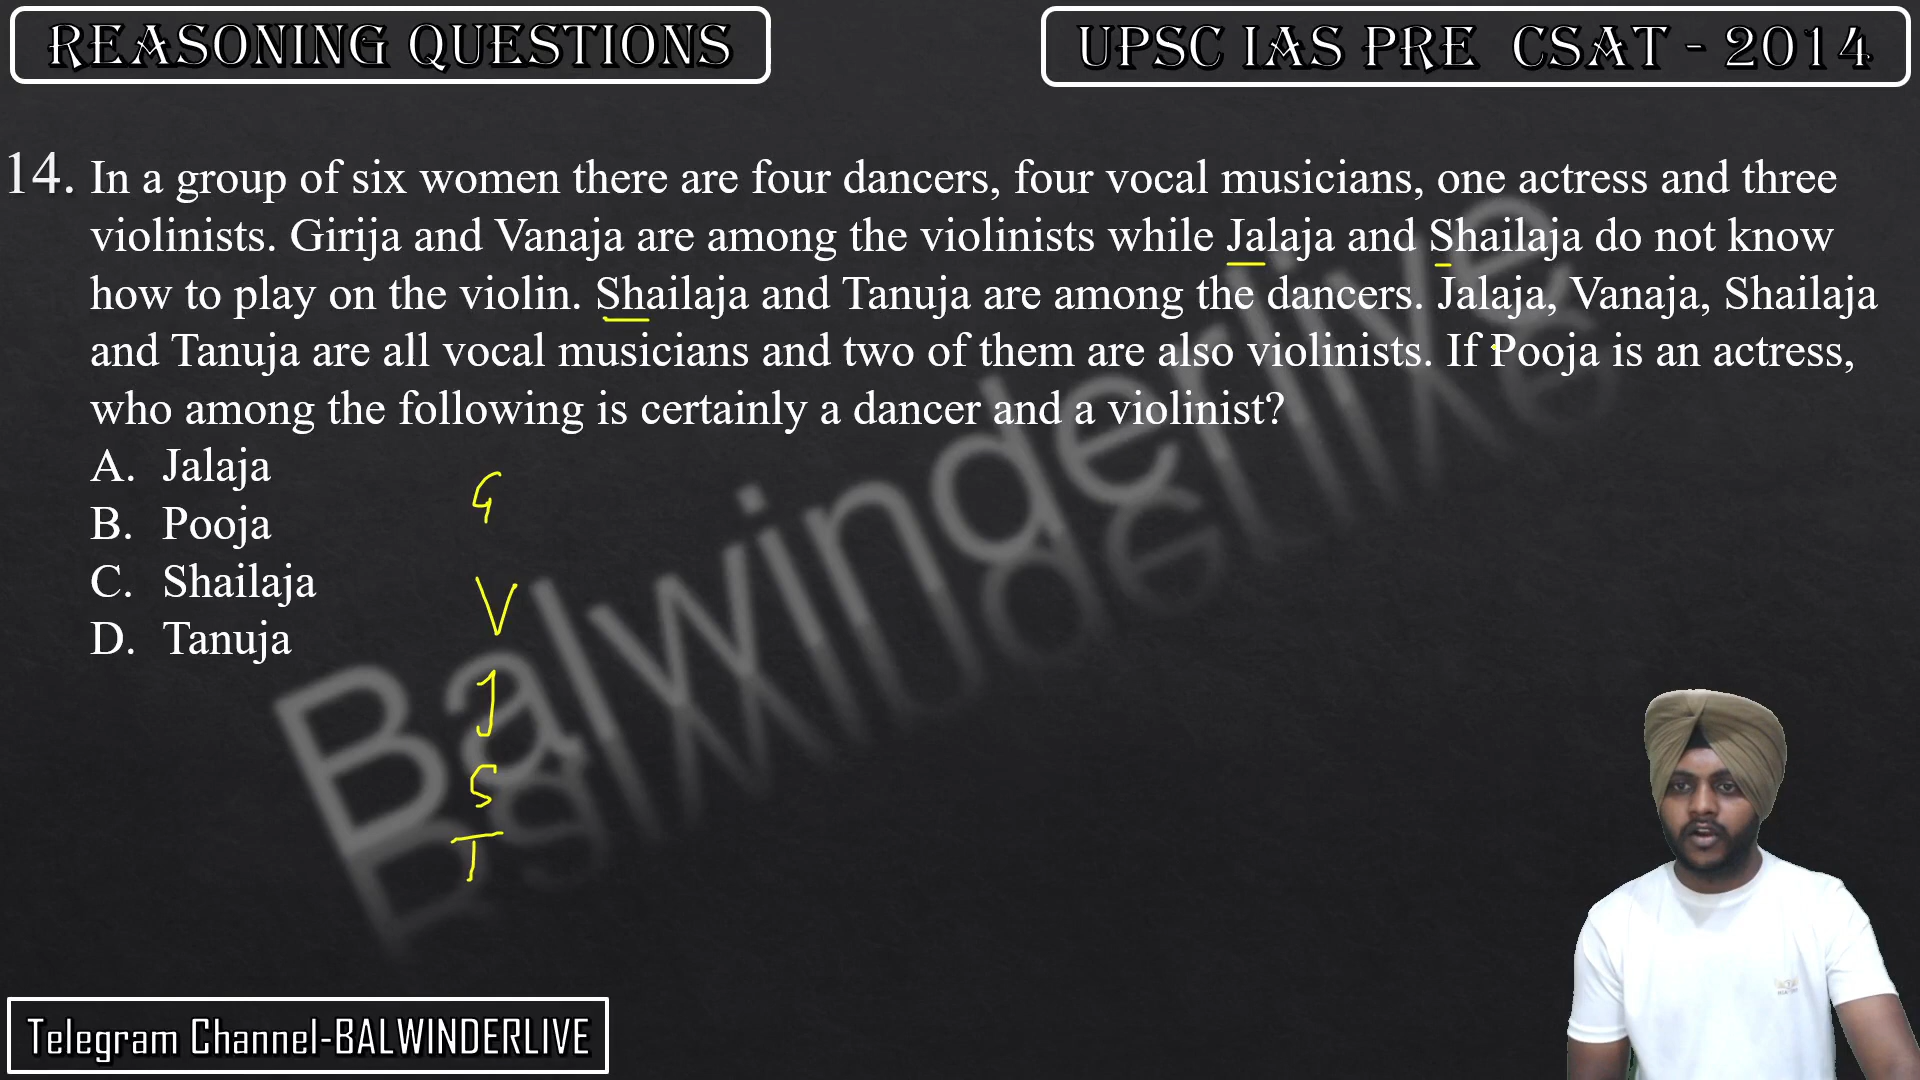 REASONING QUESTIONS
UPSC IAS PRE CSAT - 2014
14. In a group of six women there are four dancers, four vocal musicians, one actress and three
violinists. Girija and Vanaja are among the violinists while Jalaja and Shailaja do not know
how to play on the violin. Shailaja and Tanuja are among the dancers. Jalaja, Vanaja, Shailaja
and Tanuja are all vocal musicians and two of them are also violinists. If Pooja is an actress,
who among the following is certainly a dancer and a violinist?
A. Jalaja
B. Pooja
C. Shailaja
D. Tanuja
G
V
J
S
T
Balwinderlive
Telegram Channel-BALWINDERLIVE